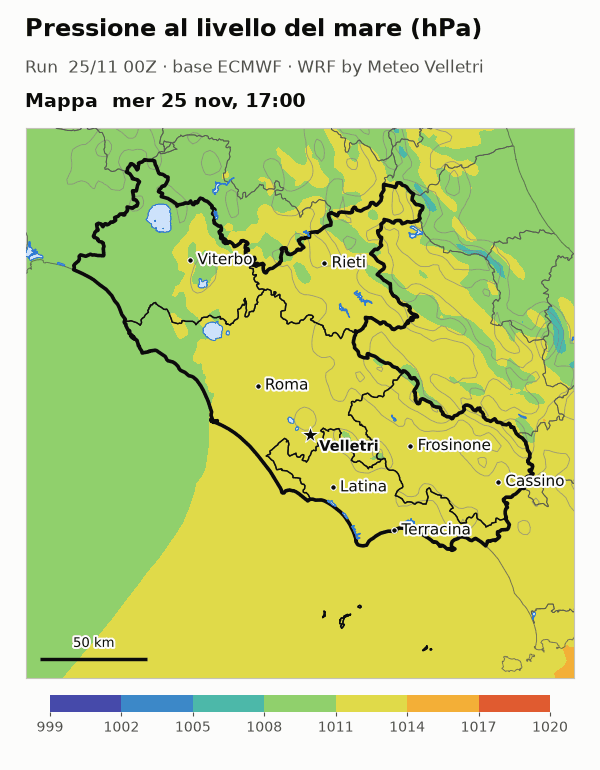 Pressione al livello del mare (hPa)
Run  25/11 00Z · base ECMWF · WRF by Meteo Velletri
Mappa  mer 25 nov, 17:00
Viterbo
Rieti
Roma
Velletri
Frosinone
Latina
Cassino
Terracina
50 km
999 1002 1005 1008 1011 1014 1017 1020